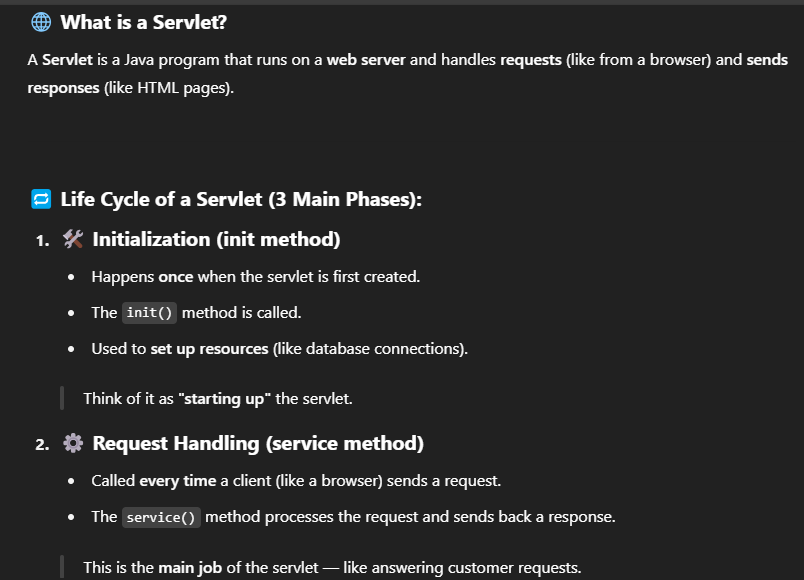 🌐 What is a Servlet?
A Servlet is a Java program that runs on a web server and handles requests (like from a browser) and sends
responses (like HTML pages).
🔁 Life Cycle of a Servlet (3 Main Phases):
1. 🛠️ Initialization (init method)
• Happens once when the servlet is first created.
• The init() method is called.
• Used to set up resources (like database connections).
Think of it as "starting up" the servlet.
2. ⚙️ Request Handling (service method)
• Called every time a client (like a browser) sends a request.
• The service() method processes the request and sends back a response.
This is the main job of the servlet — like answering customer requests.